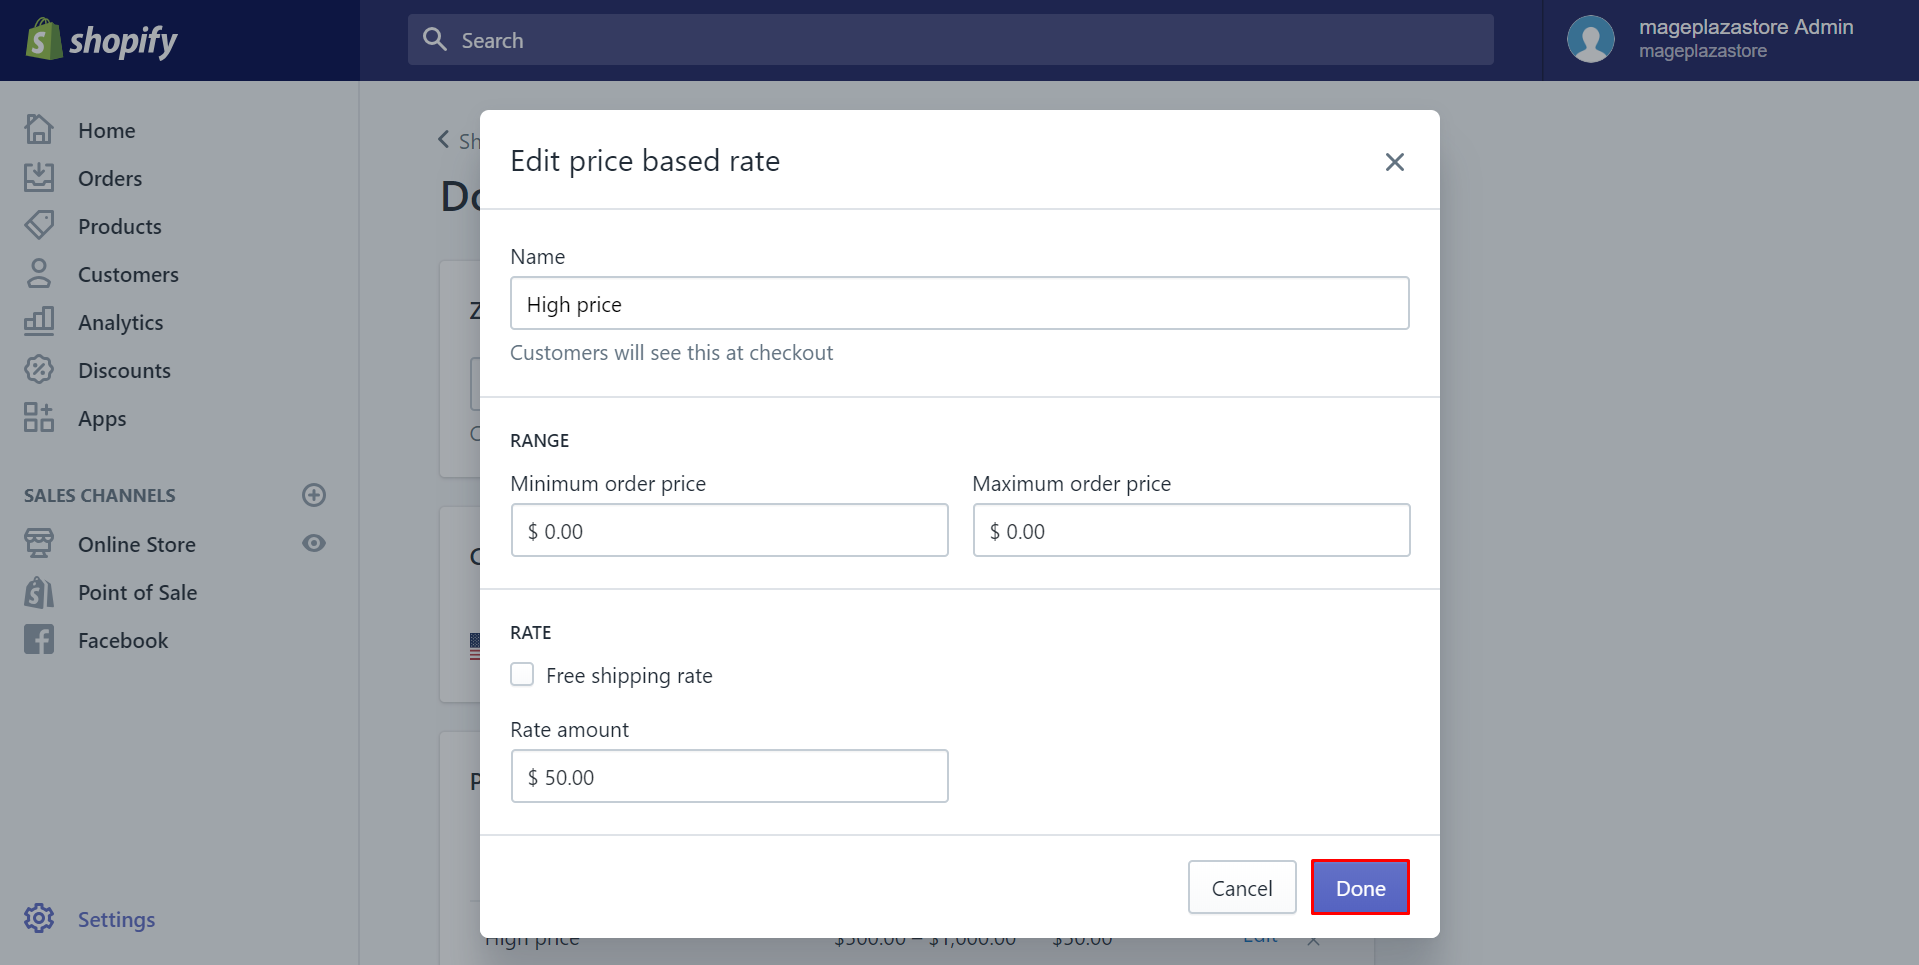 shopify
Search
mageplazastore Admin
mageplazastore
Home
Orders
Products
Customers
Analytics
Discounts
Apps
SALES CHANNELS
Online Store
Point of Sale
Facebook
Settings
Edit price based rate
Name
High price
Customers will see this at checkout
RANGE
Minimum order price
Maximum order price
$ 0.00
$ 0.00
RATE
Free shipping rate
Rate amount
$ 50.00
Cancel
Done
High price $500.00 – $1,000.00 $50.00 Edit